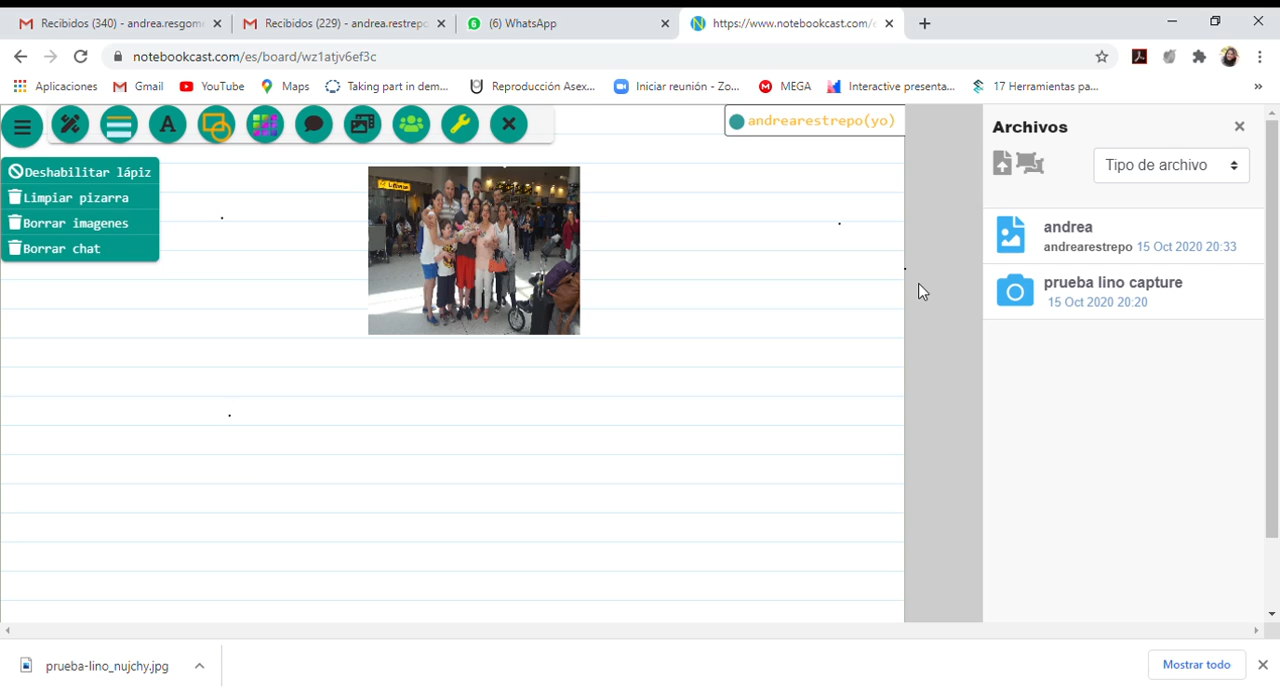 Recibidos (340) - andrea.resgom
Recibidos (229) - andrea.restrepo
6 (6) WhatsApp
https://www.notebookcast.com/e
notebookcast.com/es/board/wz1atjv6ef3c
Aplicaciones
Gmail
YouTube
Maps
Taking part in dem...
Reproducción Asex...
Iniciar reunión - Zo...
MEGA
Interactive presenta...
17 Herramientas pa...
A
andrearestrepo(yo)
Deshabilitar lápiz
Limpiar pizarra
Borrar imagenes
Borrar chat
Archivos
Tipo de archivo
andrea
andrearestrepo 15 Oct 2020 20:33
prueba lino capture
15 Oct 2020 20:20
prueba-lino_nujchy.jpg
Mostrar todo